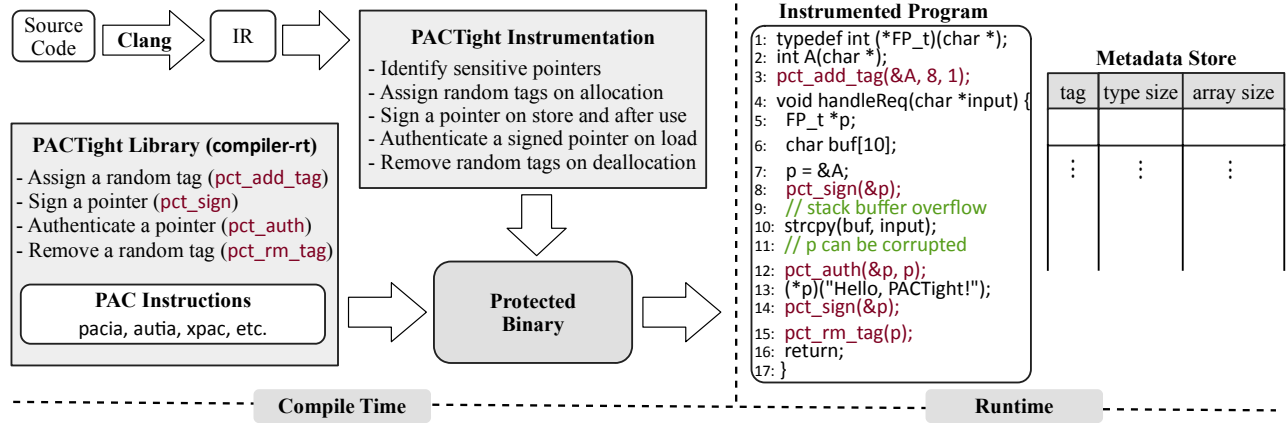 Source
Code
Clang
IR
PACTight Instrumentation
- Identify sensitive pointers
- Assign random tags on allocation
- Sign a pointer on store and after use
- Authenticate a signed pointer on load
- Remove random tags on deallocation
PACTight Library (compiler-rt)
- Assign a random tag (pct_add_tag)
- Sign a pointer (pct_sign)
- Authenticate a pointer (pct_auth)
- Remove a random tag (pct_rm_tag)
PAC Instructions
pacia, autia, xpac, etc.
Protected
Binary
Compile Time
Instrumented Program
1: typedef int (*FP_t)(char *);
2: int A(char *);
3: pct_add_tag(&A, 8, 1);
4: void handleReq(char *input) {
5: FP_t *p;
6: char buf[10];
7: p = &A;
8: pct_sign(&p);
9: // stack buffer overflow
10: strcpy(buf, input);
11: // p can be corrupted
12: pct_auth(&p, p);
13: (*p)("Hello, PACTight!");
14: pct_sign(&p);
15: pct_rm_tag(p);
16: return;
17: }
Metadata Store
tag type size array size
⋮ ⋮ ⋮
Runtime